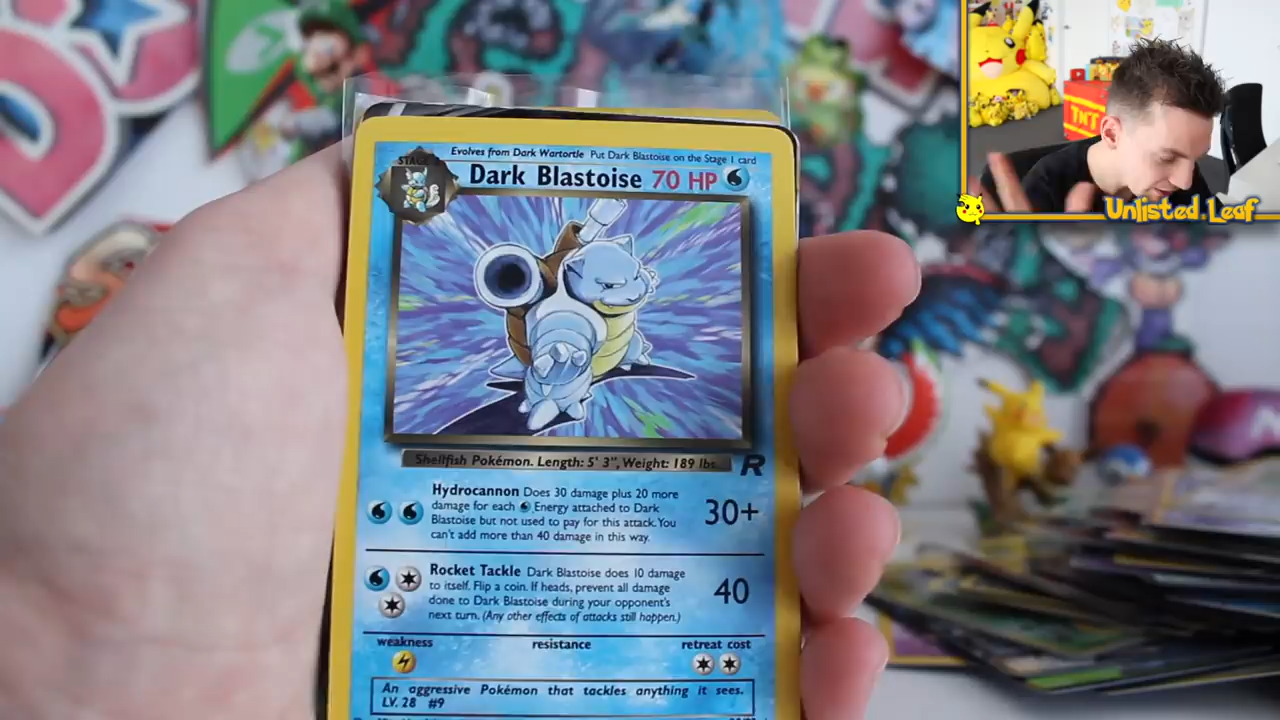 STAGE
Evolves from Dark Wartortle Put Dark Blastoise on the Stage 1 card
Dark Blastoise 70 HP
Shellfish Pokémon. Length: 5' 3", Weight: 189 lbs.
R
Hydrocannon Does 30 damage plus 20 more
damage for each Energy attached to Dark
Blastoise but not used to pay for this attack. You
can't add more than 40 damage in this way.
30+
Rocket Tackle Dark Blastoise does 10 damage
to itself. Flip a coin. If heads, prevent all damage
done to Dark Blastoise during your opponent's
next turn. (Any other effects of attacks still happen.)
40
weakness resistance retreat cost
An aggressive Pokémon that tackles anything it sees.
LV. 28 #9
TNT
Unlisted Leaf